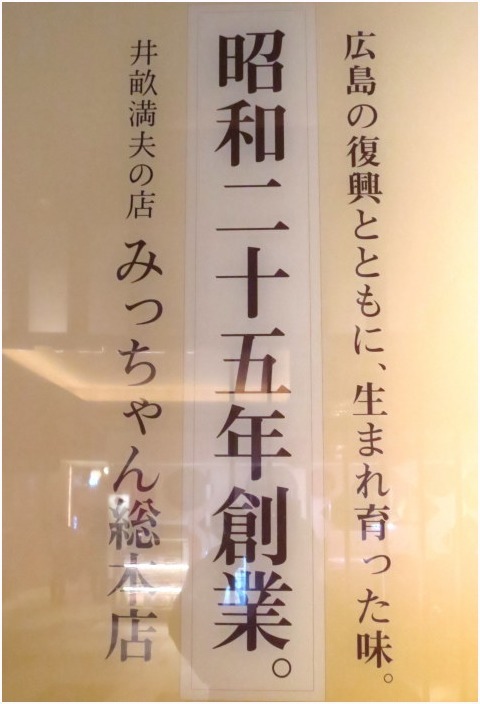 広島の復興とともに、生まれ育った味。
昭和二十五年創業。
井畝満夫の店 みっちゃん総本店